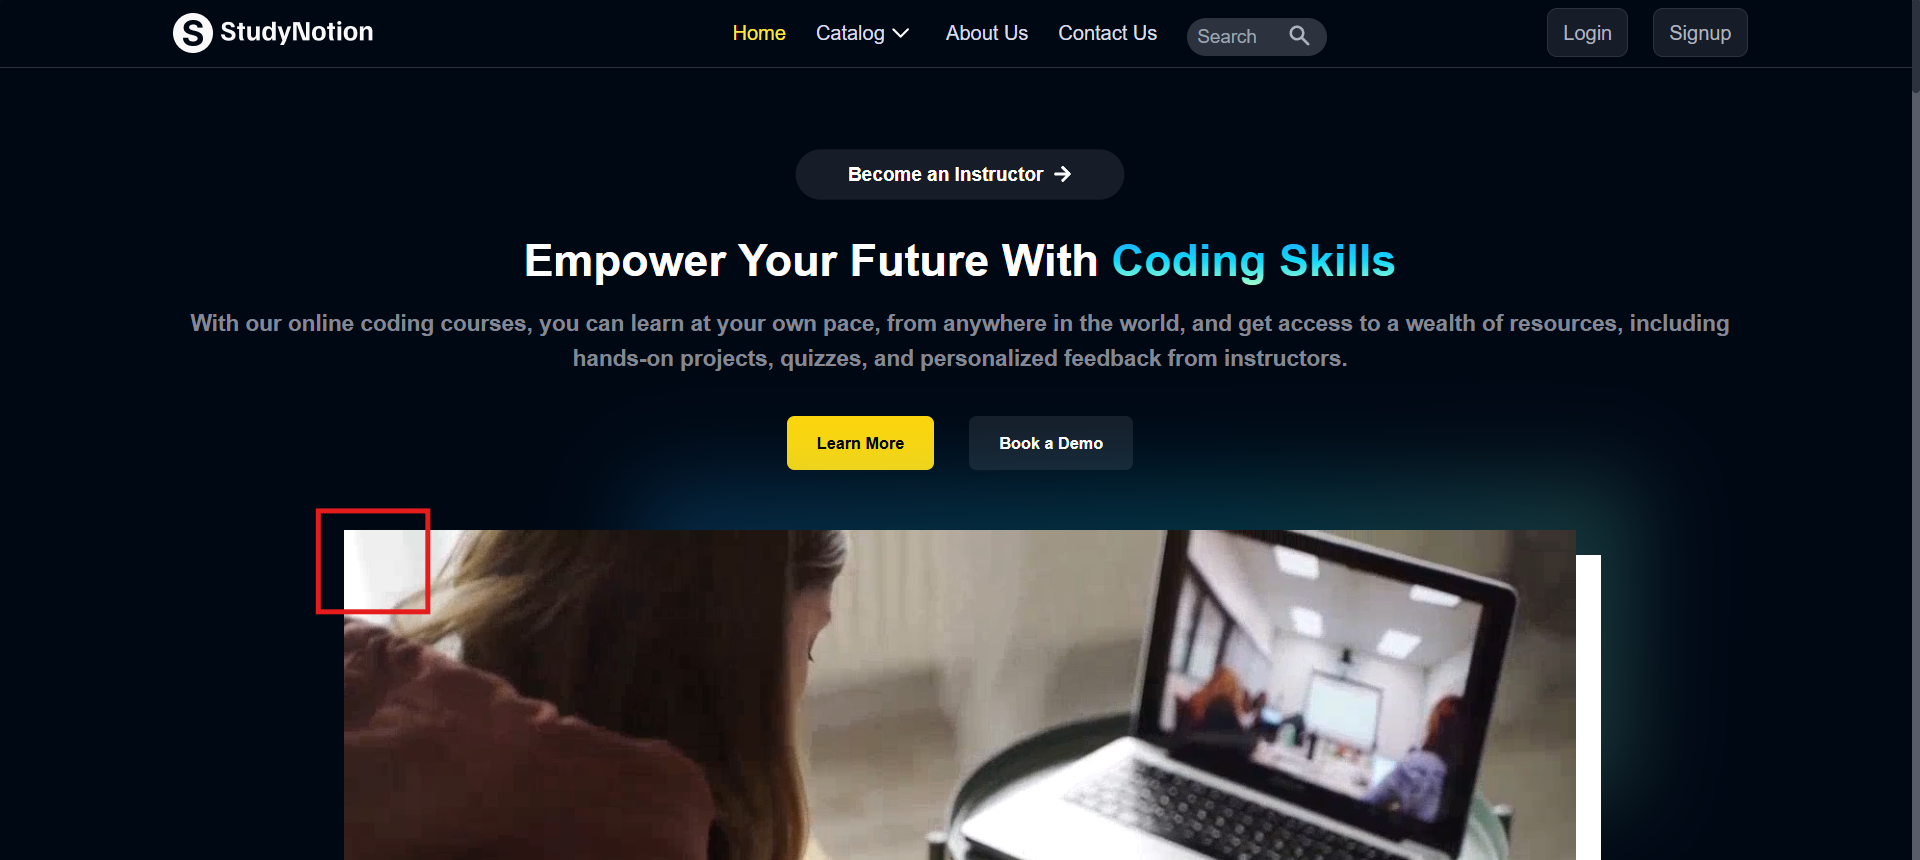 S StudyNotion
Home Catalog About Us Contact Us Search Login Signup
Become an Instructor
Empower Your Future With Coding Skills
With our online coding courses, you can learn at your own pace, from anywhere in the world, and get access to a wealth of resources, including
hands-on projects, quizzes, and personalized feedback from instructors.
Learn More Book a Demo